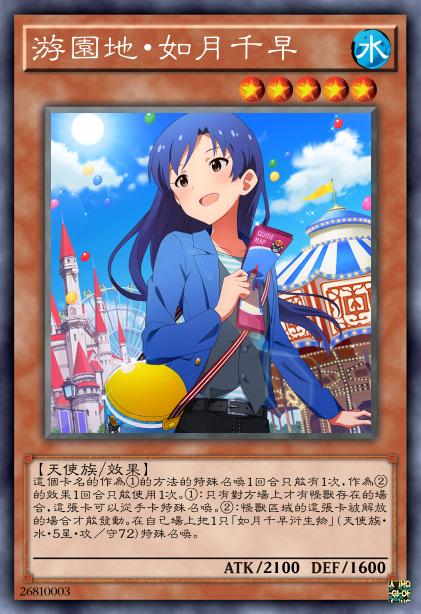 游園地・如月千早
水
GUIDE MAP
【天使族/效果】
這個卡名的作為①的方法的特殊召喚1回合只能有1次,作為②
的效果1回合只能使用1次。①:只有對方場上才有怪獸存在的場
合,這張卡可以從手卡特殊召喚。②:怪獸區域的這張卡被解放
的場合才能發動。在自己場上把1只「如月千早衍生物」(天使族・
水・5星・攻/守72)特殊召喚。
ATK/2100 DEF/1600
26810003